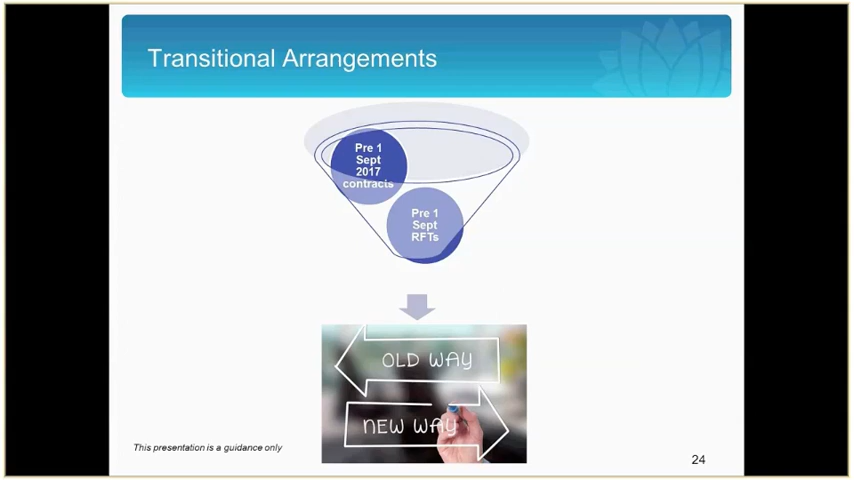 Transitional Arrangements
Pre 1
Sept
2017
contracts
Pre 1
Sept
RFTs
OLD WAY
NEW WAY
This presentation is a guidance only
24